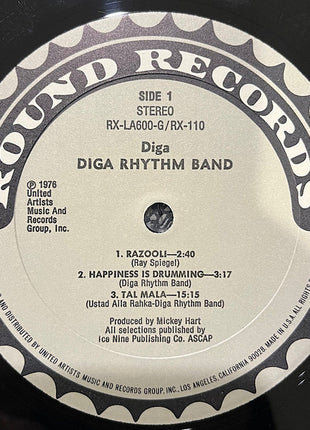 ROUND RECORDS
SIDE 1
STEREO
RX-LA600-G/RX-110
Diga
DIGA RHYTHM BAND
℗ 1976
United
Artists
Music And
Records
Group, Inc.
1. RAZOOLI—2:40
(Ray Spiegel)
2. HAPPINESS IS DRUMMING—3:17
(Diga Rhythm Band)
3. TAL MALA—15:15
(Ustad Alla Rahka-Diga Rhythm Band)
Produced by Mickey Hart
All selections published by
Ice Nine Publishing Co. ASCAP
AND DISTRIBUTED BY UNITED ARTISTS MUSIC AND RECORDS GROUP, INC., LOS ANGELES, CALIFORNIA 90028. MADE IN U.S.A. ALL RIGHTS